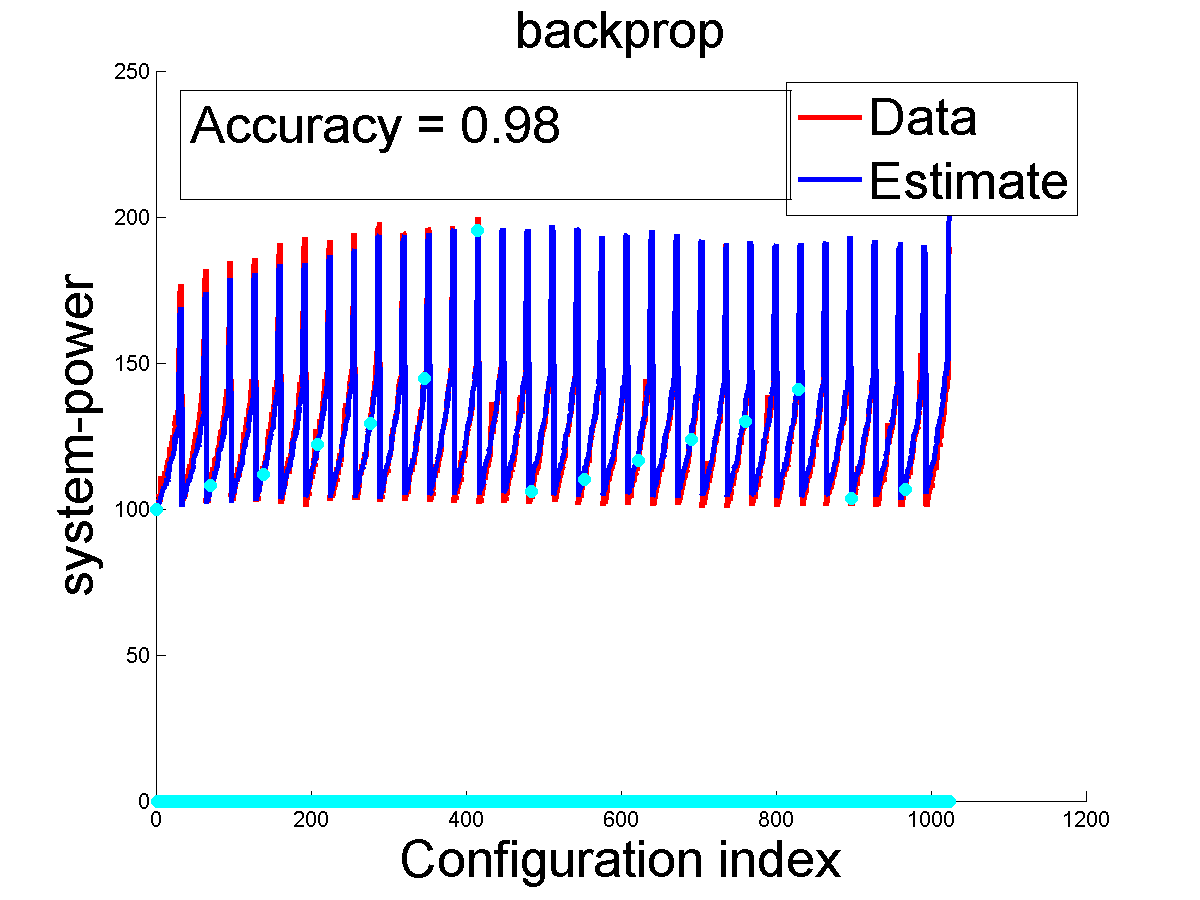 backprop
Accuracy = 0.98
Data
Estimate
system-power
250
200
150
100
50
0
0 200 400 600 800 1000 1200
Configuration index